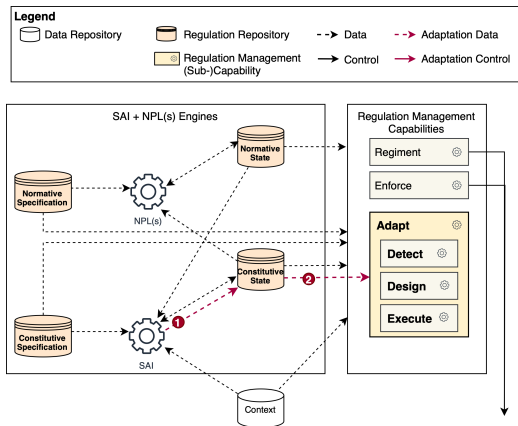 Legend
Data Repository
Regulation Repository
Data
Adaptation Data
Regulation Management
(Sub-)Capability
Control
Adaptation Control
SAI + NPL(s) Engines
Regulation Management
Capabilities
Normative
State
Regiment
Enforce
Normative
Specification
NPL(s)
Adapt
Detect
Constitutive
State
2
Design
1
Execute
Constitutive
Specification
SAI
Context